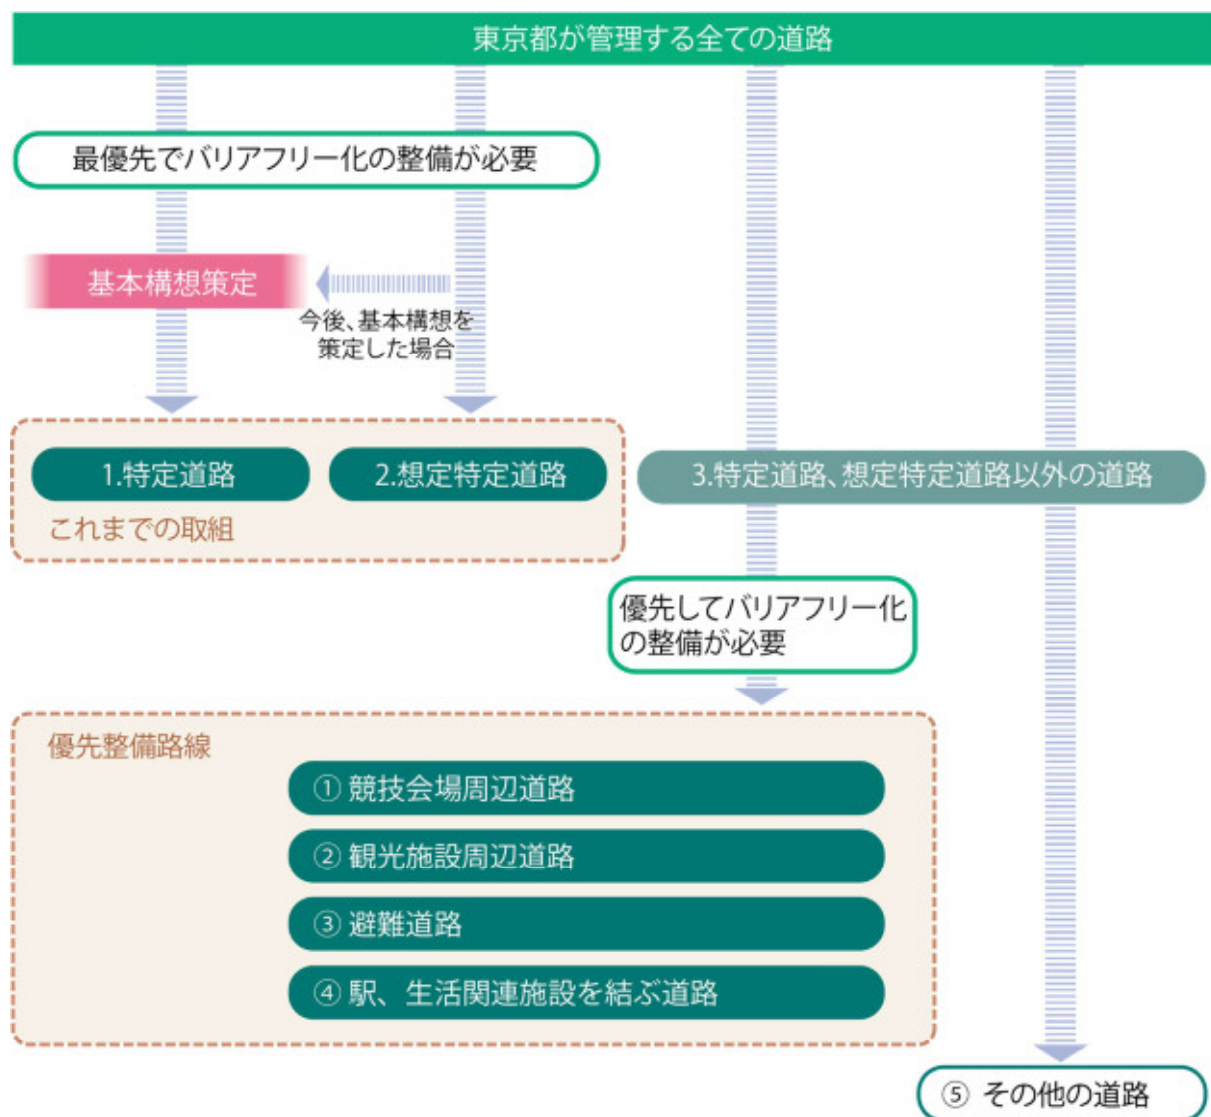 東京都が管理する全ての道路
最優先でバリアフリー化の整備が必要
基本構想策定
今後、基本構想を
策定した場合
1.特定道路
2.想定特定道路
3.特定道路、想定特定道路以外の道路
これまでの取組
優先してバリアフリー化
の整備が必要
優先整備路線
① 競技会場周辺道路
② 観光施設周辺道路
③ 避難道路
④ 駅、生活関連施設を結ぶ道路
⑤ その他の道路